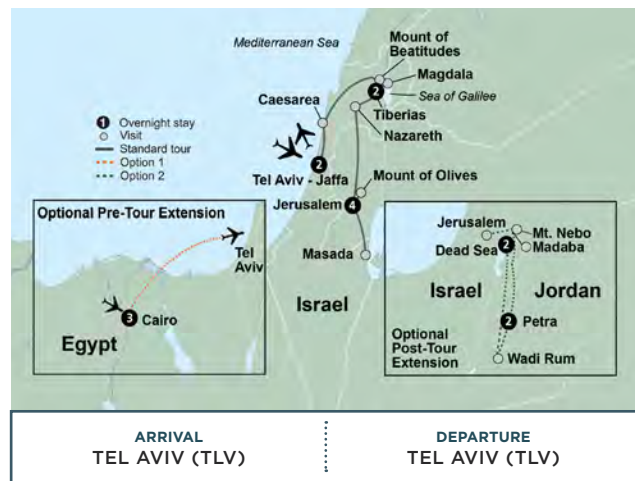 Mediterranean Sea
Mount of
Beatitudes
Magdala
Sea of Galilee
Caesarea
2
Tiberias
Nazareth
1 Overnight stay
Visit
Standard tour
Option 1
Option 2
2
Tel Aviv - Jaffa
Mount of Olives
Jerusalem 4
Masada
Israel
Optional Pre-Tour Extension
Tel
Aviv
3 Cairo
Egypt
Jerusalem
Mt. Nebo
Madaba
Dead Sea 2
Israel
Jordan
2 Petra
Optional
Post-Tour
Extension
Wadi Rum
ARRIVAL
TEL AVIV (TLV)
DEPARTURE
TEL AVIV (TLV)